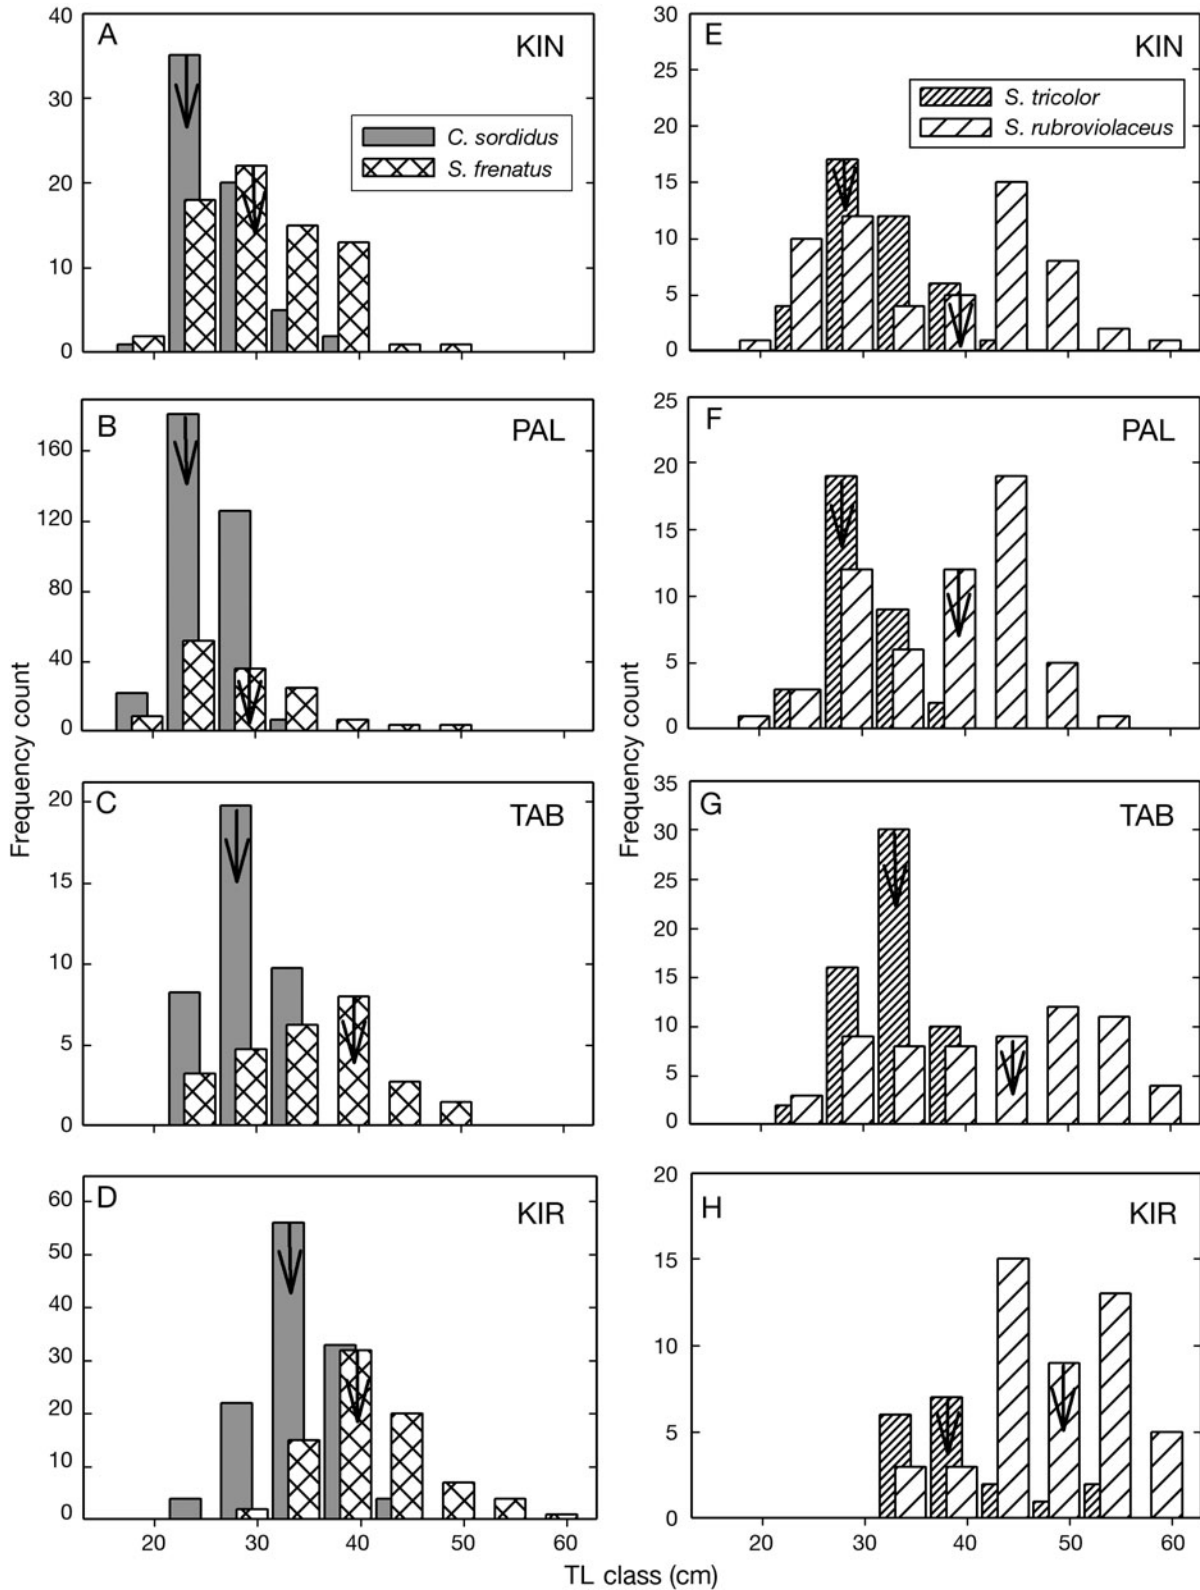 A
KIN
40
30
20
10
0
C. sordidus
S. frenatus
E
KIN
30
25
20
15
10
5
0
S. tricolor
S. rubroviolaceus
B
PAL
160
120
80
40
0
F
PAL
25
20
15
10
5
0
Frequency count
Frequency count
C
TAB
20
15
10
5
0
G
TAB
35
30
25
20
15
10
5
0
D
KIR
60
50
40
30
20
10
0
20 30 40 50 60
H
KIR
20
15
10
5
0
20 30 40 50 60
TL class (cm)